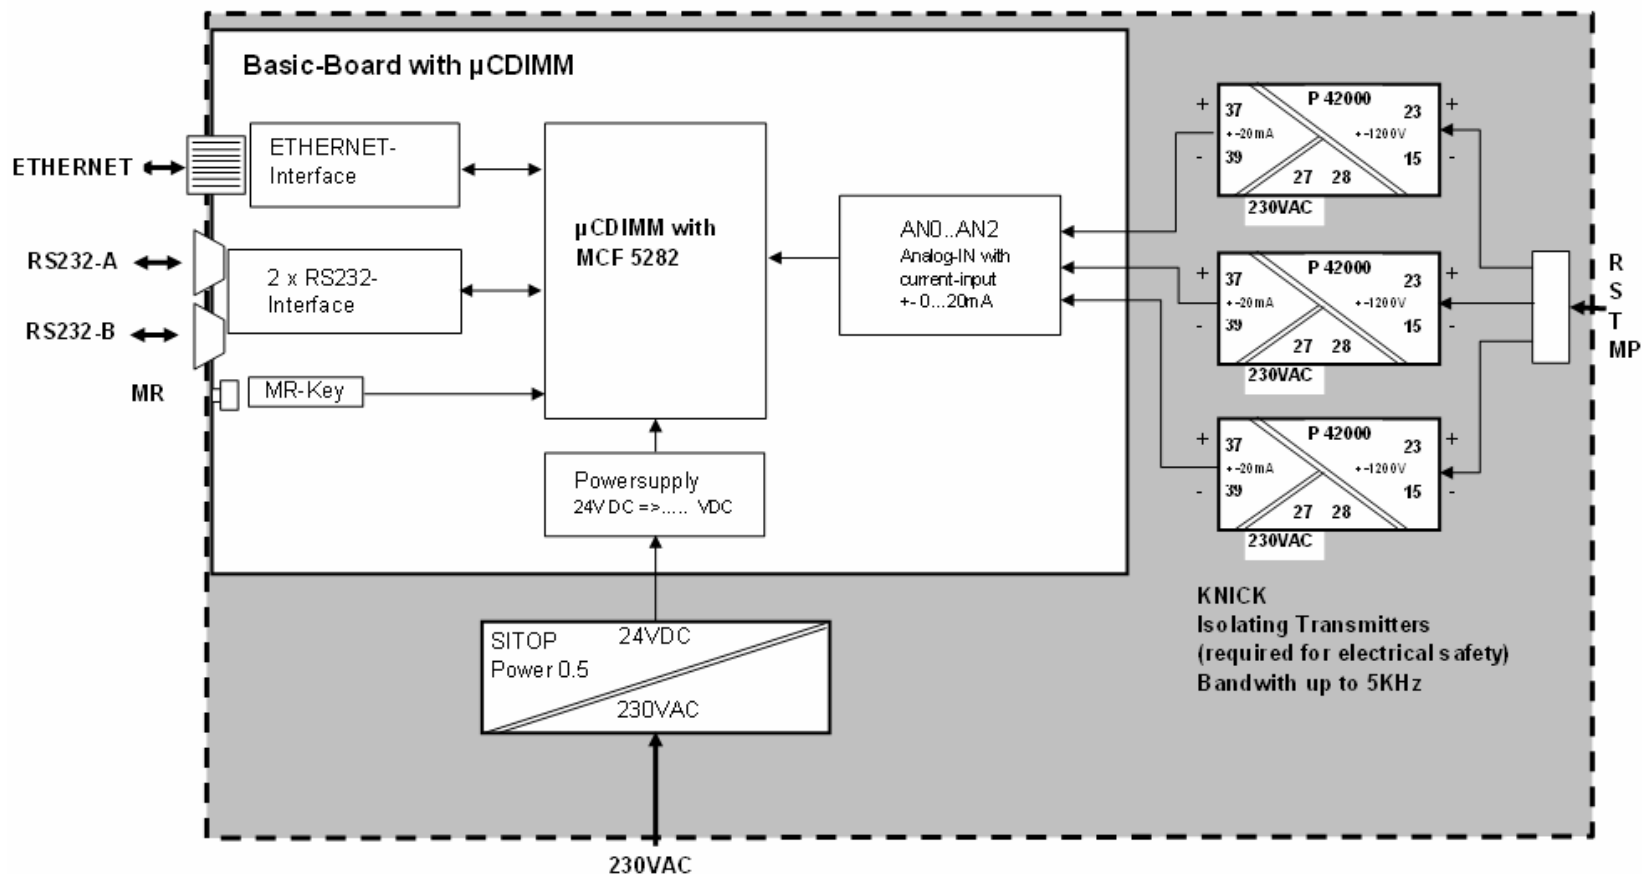 Basic-Board with µCDIMM
ETHERNET
ETHERNET-
Interface
RS232-A
2 x RS232-
Interface
RS232-B
MR
MR-Key
µCDIMM with
MCF 5282
Powersupply
24VDC =>..... VDC
AN0..AN2
Analog-IN with
current-input
+- 0...20mA
SITOP
Power 0.5
24VDC
230VAC
230VAC
+ 37 P 42000 23 +
+-20mA +-1200V
- 39 15 -
27 28
230VAC
+ 37 P 42000 23 +
+-20mA +-1200V
- 39 15 -
27 28
230VAC
+ 37 P 42000 23 +
+-20mA +-1200V
- 39 15 -
27 28
230VAC
R
S
T
MP
KNICK
Isolating Transmitters
(required for electrical safety)
Bandwith up to 5KHz